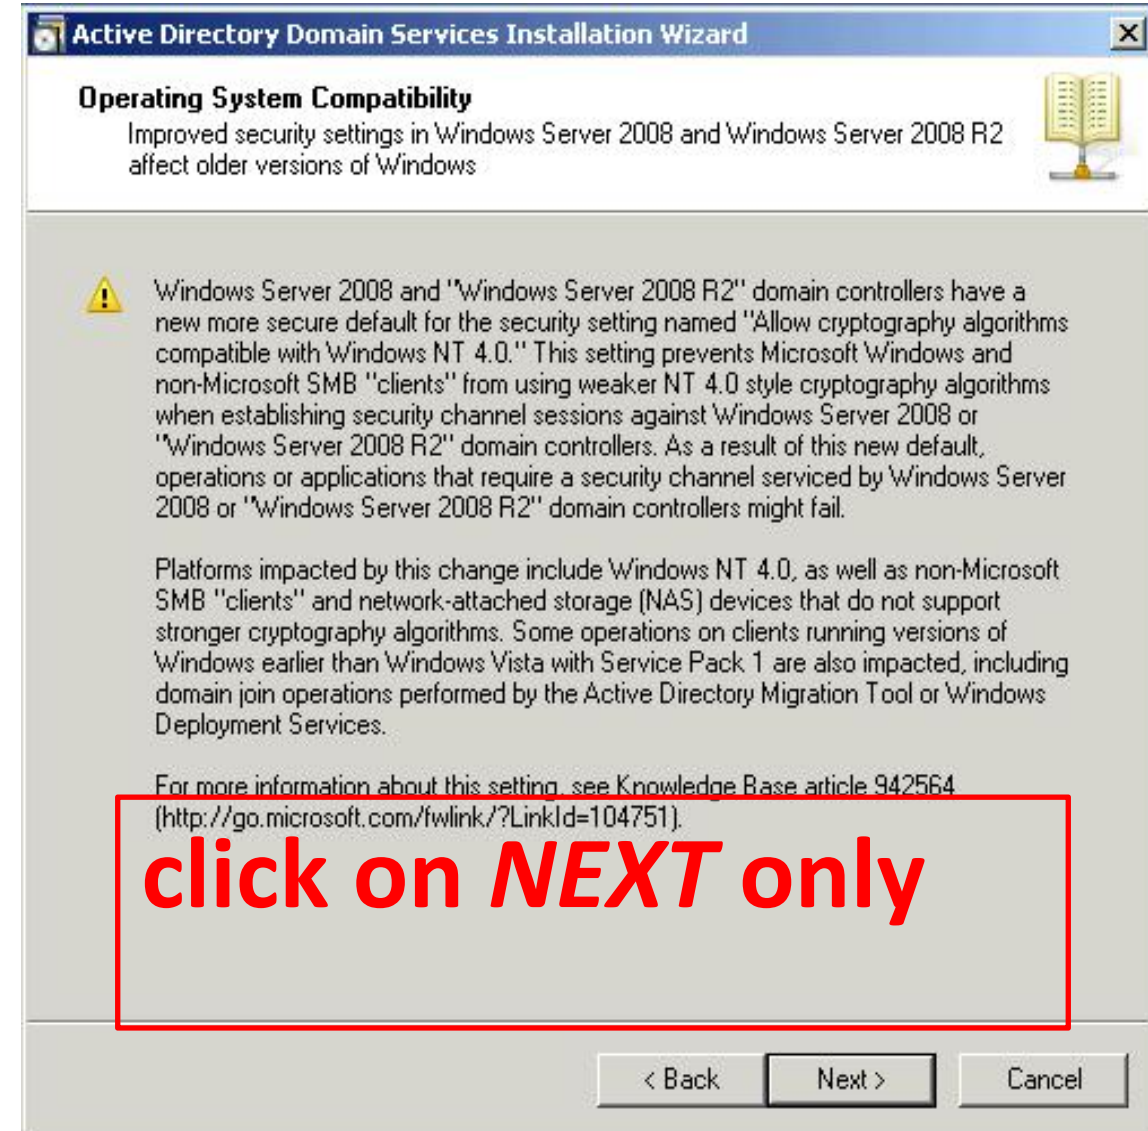 Active Directory Domain Services Installation Wizard
Operating System Compatibility
Improved security settings in Windows Server 2008 and Windows Server 2008 R2
affect older versions of Windows
Windows Server 2008 and "Windows Server 2008 R2" domain controllers have a
new more secure default for the security setting named "Allow cryptography algorithms
compatible with Windows NT 4.0." This setting prevents Microsoft Windows and
non-Microsoft SMB "clients" from using weaker NT 4.0 style cryptography algorithms
when establishing security channel sessions against Windows Server 2008 or
"Windows Server 2008 R2" domain controllers. As a result of this new default,
operations or applications that require a security channel serviced by Windows Server
2008 or "Windows Server 2008 R2" domain controllers might fail.
Platforms impacted by this change include Windows NT 4.0, as well as non-Microsoft
SMB "clients" and network-attached storage (NAS) devices that do not support
stronger cryptography algorithms. Some operations on clients running versions of
Windows earlier than Windows Vista with Service Pack 1 are also impacted, including
domain join operations performed by the Active Directory Migration Tool or Windows
Deployment Services.
For more information about this setting, see Knowledge Base article 942564
(http://go.microsoft.com/fwlink/?LinkId=104751).
click on NEXT only
< Back Next > Cancel